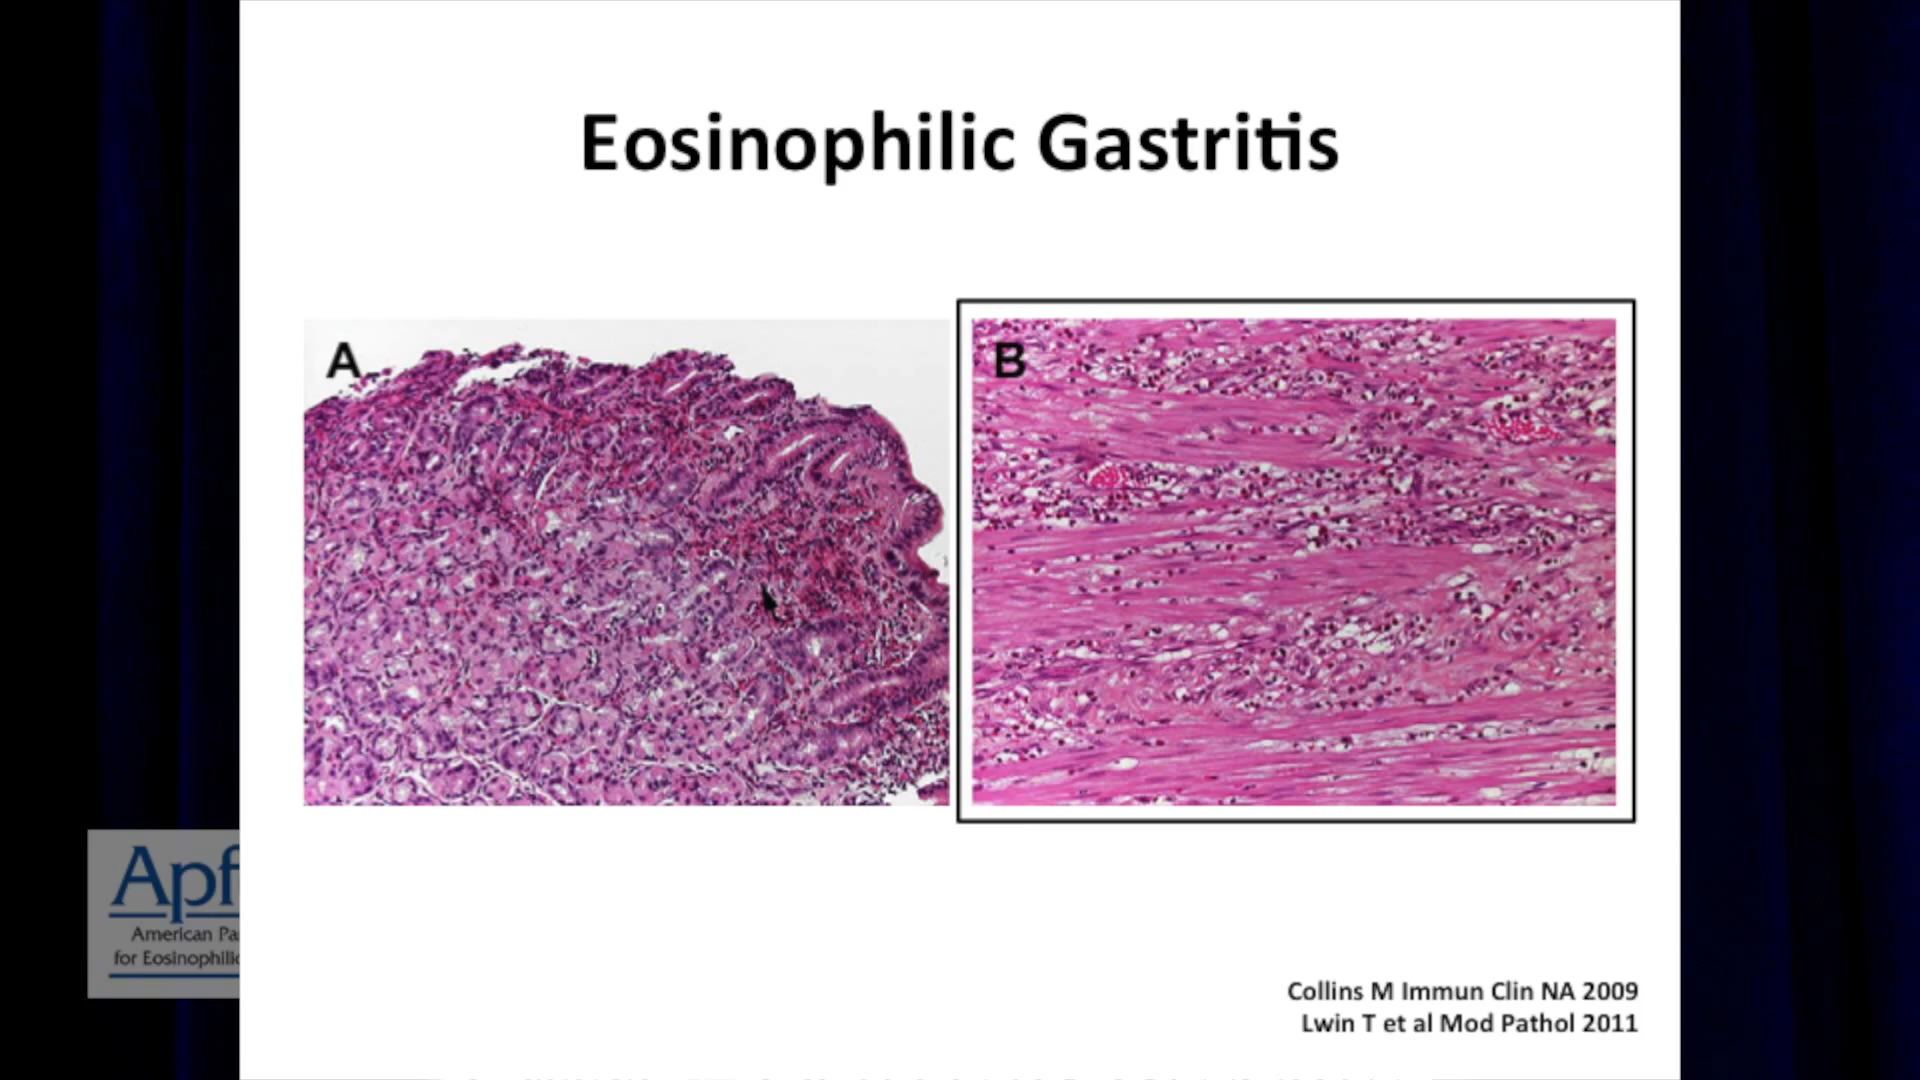 Eosinophilic Gastritis
A
B
Apf
American Pa
for Eosinophilic
Collins M Immun Clin NA 2009
Lwin T et al Mod Pathol 2011